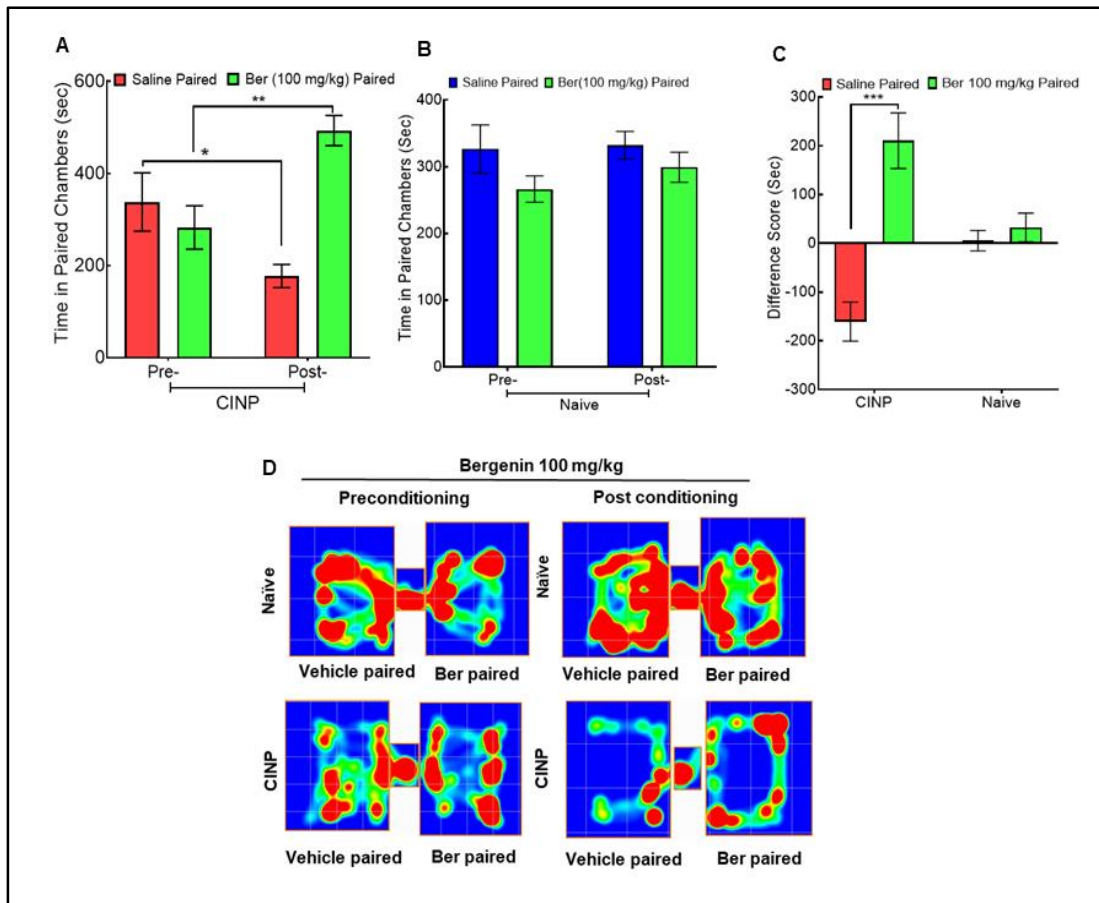 A
Saline Paired
Ber (100 mg/kg) Paired
Time in Paired Chambers (sec)
600
400
200
0
*
**
Pre-
Post-
CINP
B
Saline Paired
Ber(100 mg/kg) Paired
Time in Paired Chambers (Sec)
400
300
200
100
0
Pre-
Post-
Naive
C
Saline Paired
Ber 100 mg/kg Paired
Difference Score (Sec)
300
200
100
0
-100
-200
-300
***
CINP
Naive
D
Bergenin 100 mg/kg
Preconditioning
Post conditioning
Naïve
Naïve
Vehicle paired
Ber paired
Vehicle paired
Ber paired
CINP
CINP
Vehicle paired
Ber paired
Vehicle paired
Ber paired